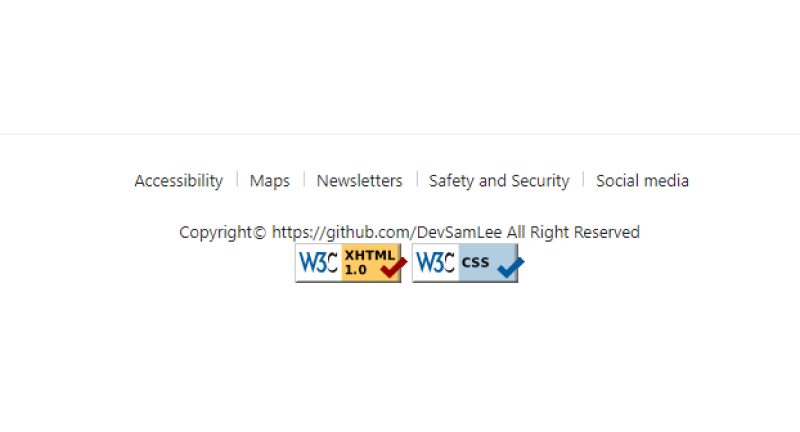 Accessibility Maps Newsletters Safety and Security Social media
Copyright© https://github.com/DevSamLee All Right Reserved
W3C XHTML 1.0 W3C css